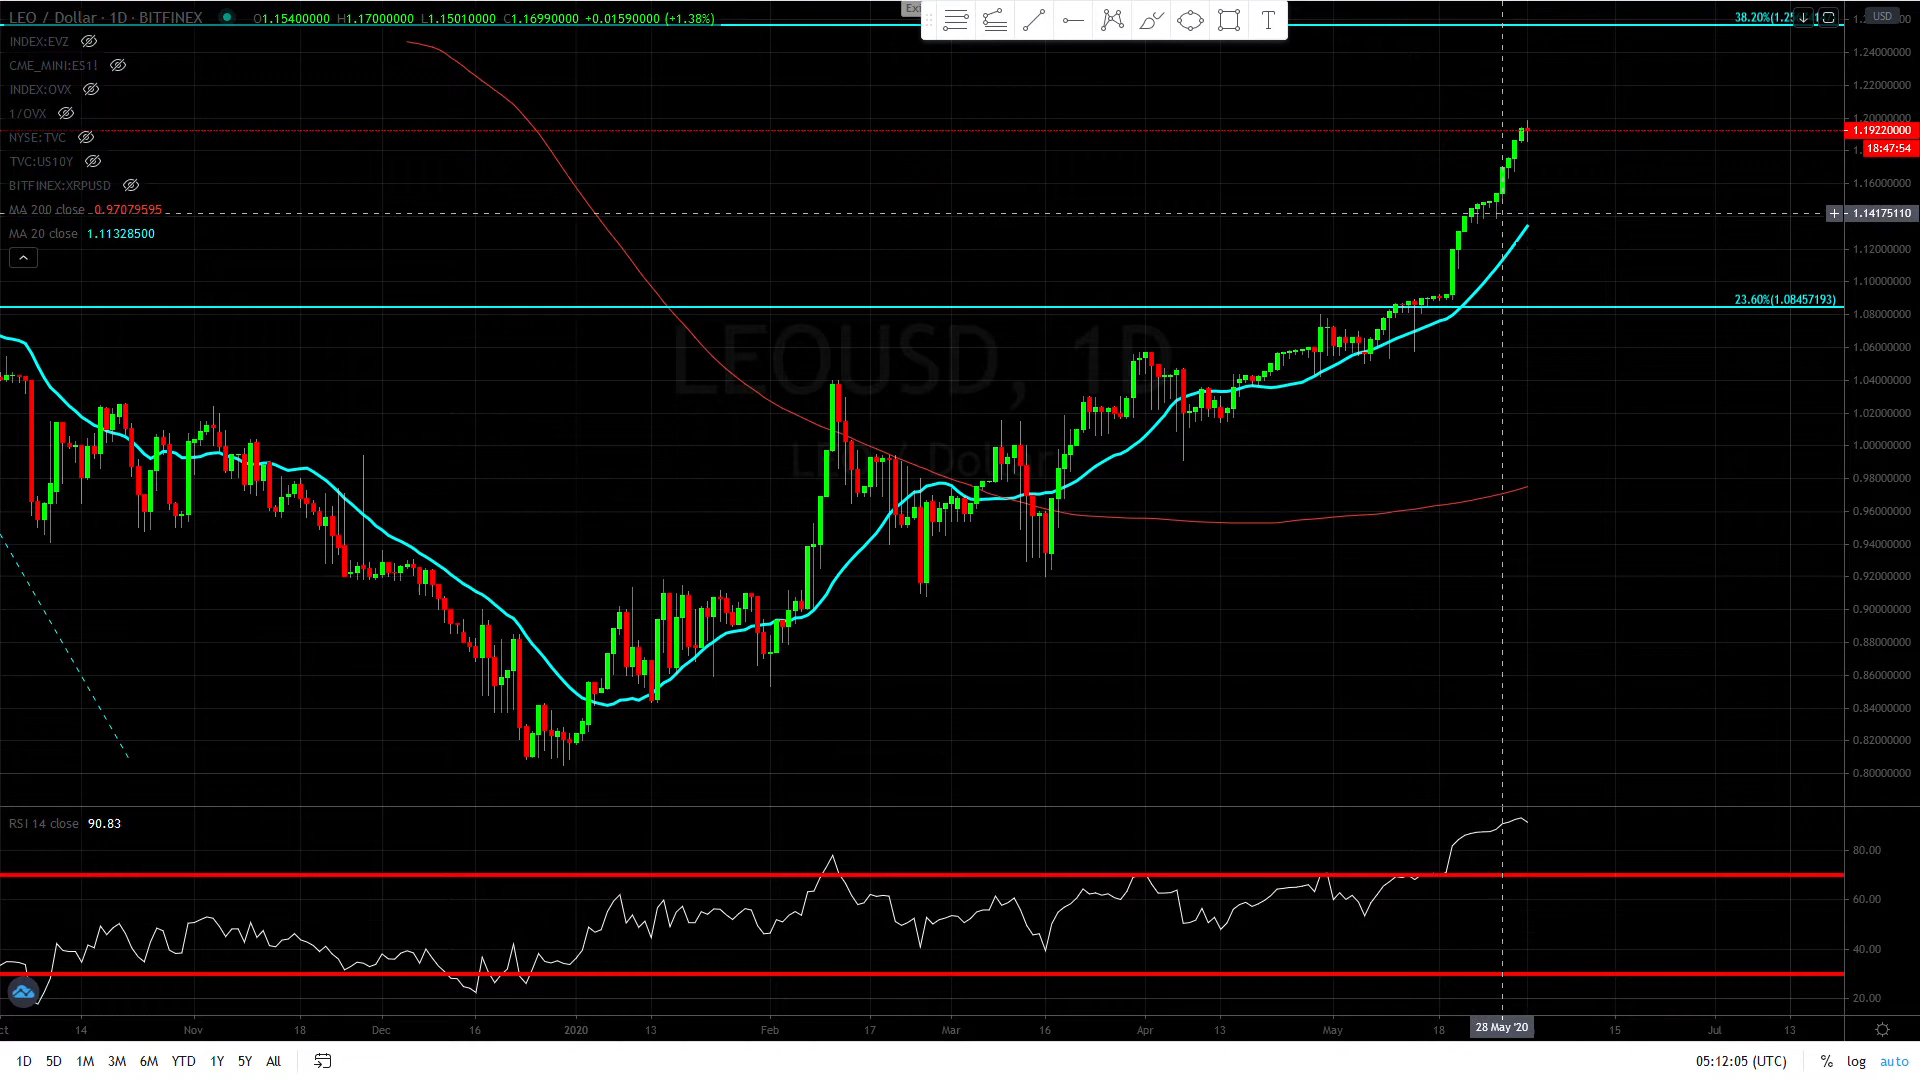 LEO / Dollar · 1D · BITFINEX O1.15400000 H1.17000000 L1.15010000 C1.16990000 +0.01590000 (+1.38%)
INDEX:EVZ
CME_MINI:ES1!
INDEX:OVX
1/OVX
NYSE:TVC
TVC:US10Y
BITFINEX:XRPUSD
MA 200 close 0.97079595
MA 20 close 1.11328500
T
USD
38.20%(1.25
1.24000000
1.22000000
1.20000000
1.19220000
18:47:54
1.16000000
1.14175110
1.12000000
1.10000000
23.60%(1.08457193)
1.08000000
1.06000000
1.04000000
1.02000000
1.00000000
0.98000000
0.96000000
0.94000000
0.92000000
0.90000000
0.88000000
0.86000000
0.84000000
0.82000000
0.80000000
LEOUSD, 1D
LEO / Dollar
RSI 14 close 90.83
80.00
60.00
40.00
20.00
14 Nov 18 Dec 16 2020 13 Feb 17 Mar 16 Apr 13 May 18 28 May '20 15 Jul 13
1D 5D 1M 3M 6M YTD 1Y 5Y All 05:12:05 (UTC) % log auto